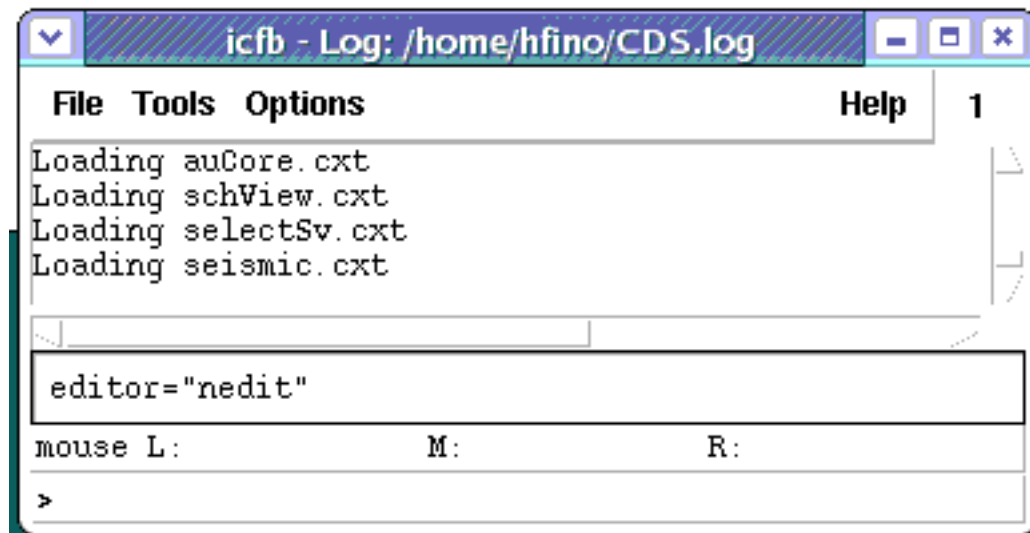 icfb - Log: /home/hfino/CDS.log
File Tools Options Help 1
Loading auCore.cxt
Loading schView.cxt
Loading selectSv.cxt
Loading seismic.cxt
editor="nedit"
mouse L: M: R:
>